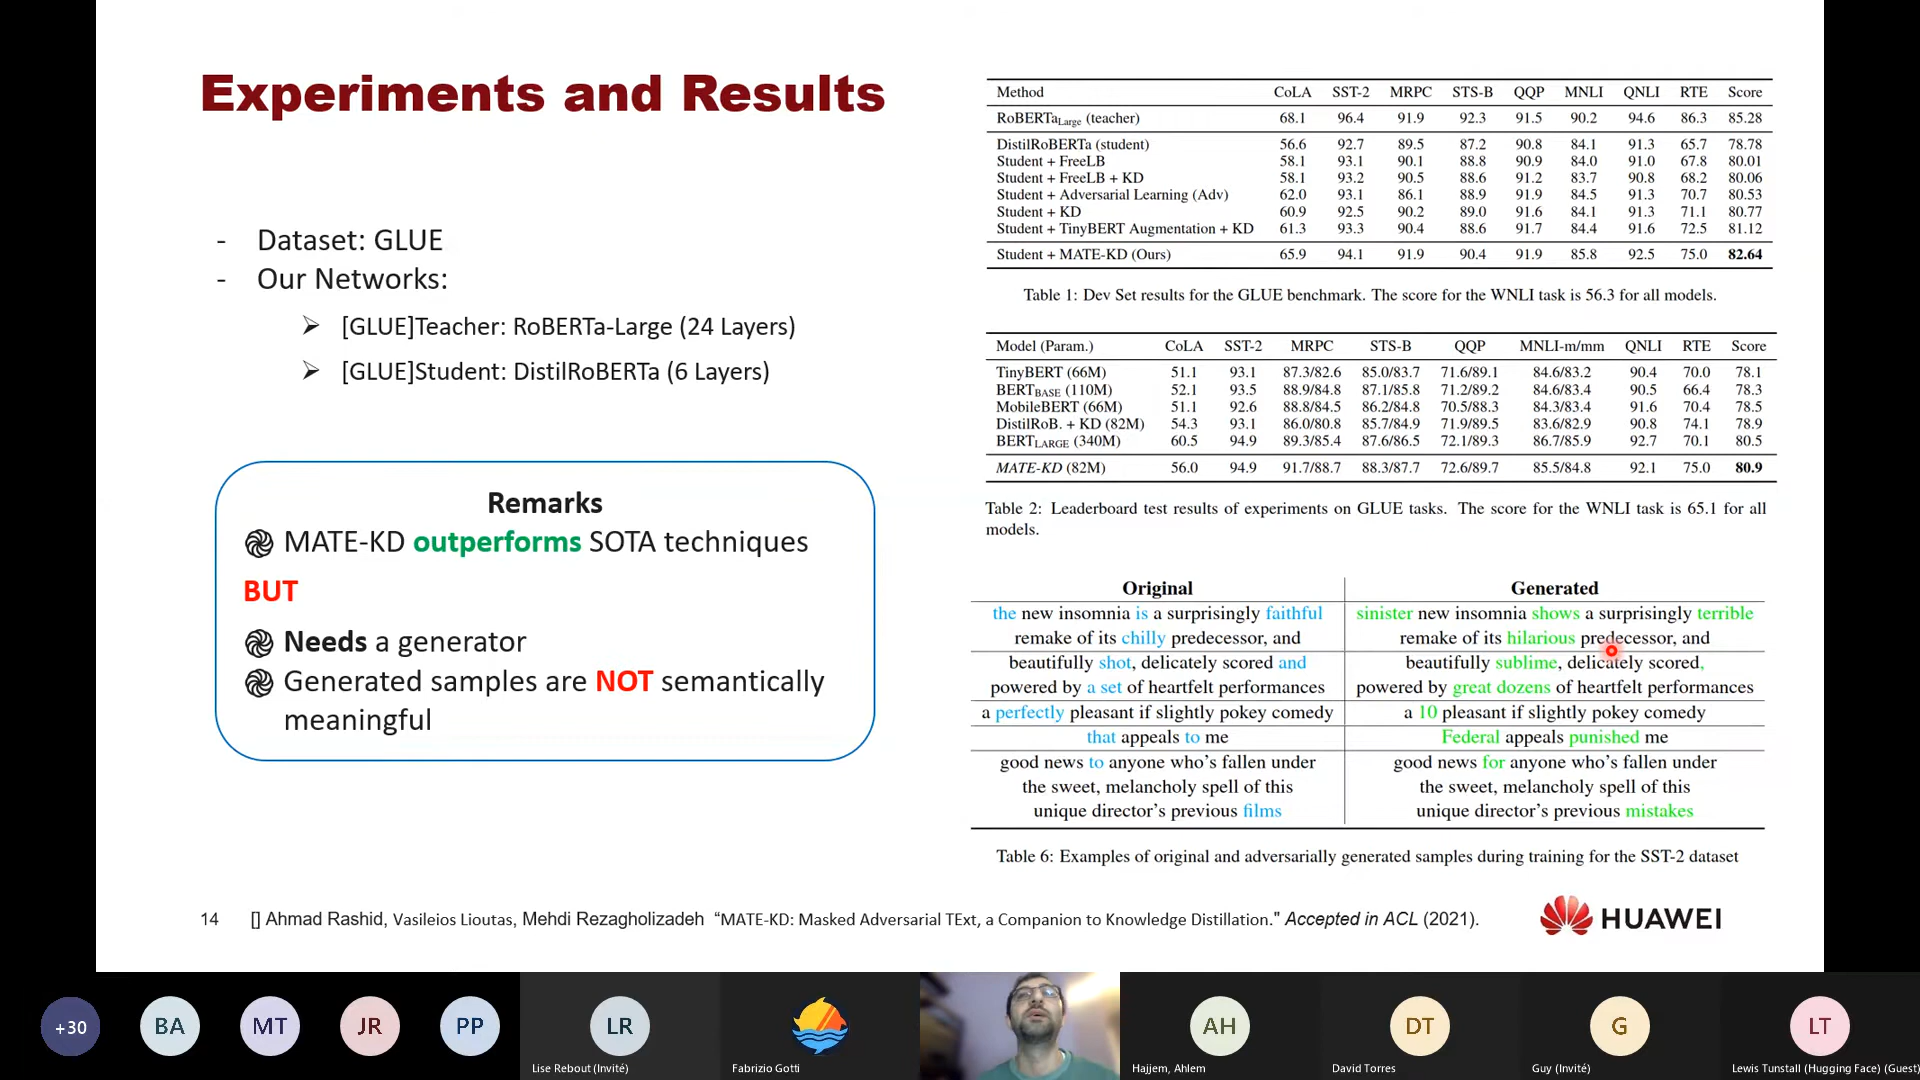 Experiments and Results
- Dataset: GLUE
- Our Networks:
[GLUE]Teacher: RoBERTa-Large (24 Layers)
[GLUE]Student: DistilRoBERTa (6 Layers)
Remarks
MATE-KD outperforms SOTA techniques
BUT
Needs a generator
Generated samples are NOT semantically
meaningful
Method CoLA SST-2 MRPC STS-B QQP MNLI QNLI RTE Score
RoBERTaLarge (teacher) 68.1 96.4 91.9 92.3 91.5 90.2 94.6 86.3 85.28
DistilRoBERTa (student) 56.6 92.7 89.5 87.2 90.8 84.1 91.3 65.7 78.78
Student + FreeLB 58.1 93.1 90.1 88.8 90.9 84.0 91.0 67.8 80.01
Student + FreeLB + KD 58.1 93.2 90.5 88.6 91.2 83.7 90.8 68.2 80.06
Student + Adversarial Learning (Adv) 62.0 93.1 86.1 88.9 91.9 84.5 91.3 70.7 80.53
Student + KD 60.9 92.5 90.2 89.0 91.6 84.1 91.3 71.1 80.77
Student + TinyBERT Augmentation + KD 61.3 93.3 90.4 88.6 91.7 84.4 91.6 72.5 81.12
Student + MATE-KD (Ours) 65.9 94.1 91.9 90.4 91.9 85.8 92.5 75.0 82.64
Table 1: Dev Set results for the GLUE benchmark. The score for the WNLI task is 56.3 for all models.
Model (Param.) CoLA SST-2 MRPC STS-B QQP MNLI-m/mm QNLI RTE Score
TinyBERT (66M) 51.1 93.1 87.3/82.6 85.0/83.7 71.6/89.1 84.6/83.2 90.4 70.0 78.1
BERTBASE (110M) 52.1 93.5 88.9/84.8 87.1/85.8 71.2/89.2 84.6/83.4 90.5 66.4 78.3
MobileBERT (66M) 51.1 92.6 88.8/84.5 86.2/84.8 70.5/88.3 84.3/83.4 91.6 70.4 78.5
DistilRoB. + KD (82M) 54.3 93.1 86.0/80.8 85.7/84.9 71.9/89.5 83.6/82.9 90.8 74.1 78.9
BERTLARGE (340M) 60.5 94.9 89.3/85.4 87.6/86.5 72.1/89.3 86.7/85.9 92.7 70.1 80.5
MATE-KD (82M) 56.0 94.9 91.7/88.7 88.3/87.7 72.6/89.7 85.5/84.8 92.1 75.0 80.9
Table 2: Leaderboard test results of experiments on GLUE tasks. The score for the WNLI task is 65.1 for all
models.
Original Generated
the new insomnia is a surprisingly faithful sinister new insomnia shows a surprisingly terrible
remake of its chilly predecessor, and remake of its hilarious predecessor, and
beautifully shot, delicately scored and beautifully sublime, delicately scored,
powered by a set of heartfelt performances powered by great dozens of heartfelt performances
a perfectly pleasant if slightly pokey comedy a 10 pleasant if slightly pokey comedy
that appeals to me Federal appeals punished me
good news to anyone who's fallen under good news for anyone who's fallen under
the sweet, melancholy spell of this the sweet, melancholy spell of this
unique director's previous films unique director's previous mistakes
Table 6: Examples of original and adversarially generated samples during training for the SST-2 dataset
14 [] Ahmad Rashid, Vasileios Lioutas, Mehdi Rezagholizadeh “MATE-KD: Masked Adversarial TExt, a Companion to Knowledge Distillation." Accepted in ACL (2021).
HUAWEI
+30 BA MT JR PP LR AH DT G LT
Lise Rebout (Invité) Fabrizio Gotti Hajjem, Ahlem David Torres Guy (Invité) Lewis Tunstall (Hugging Face) (Guest)